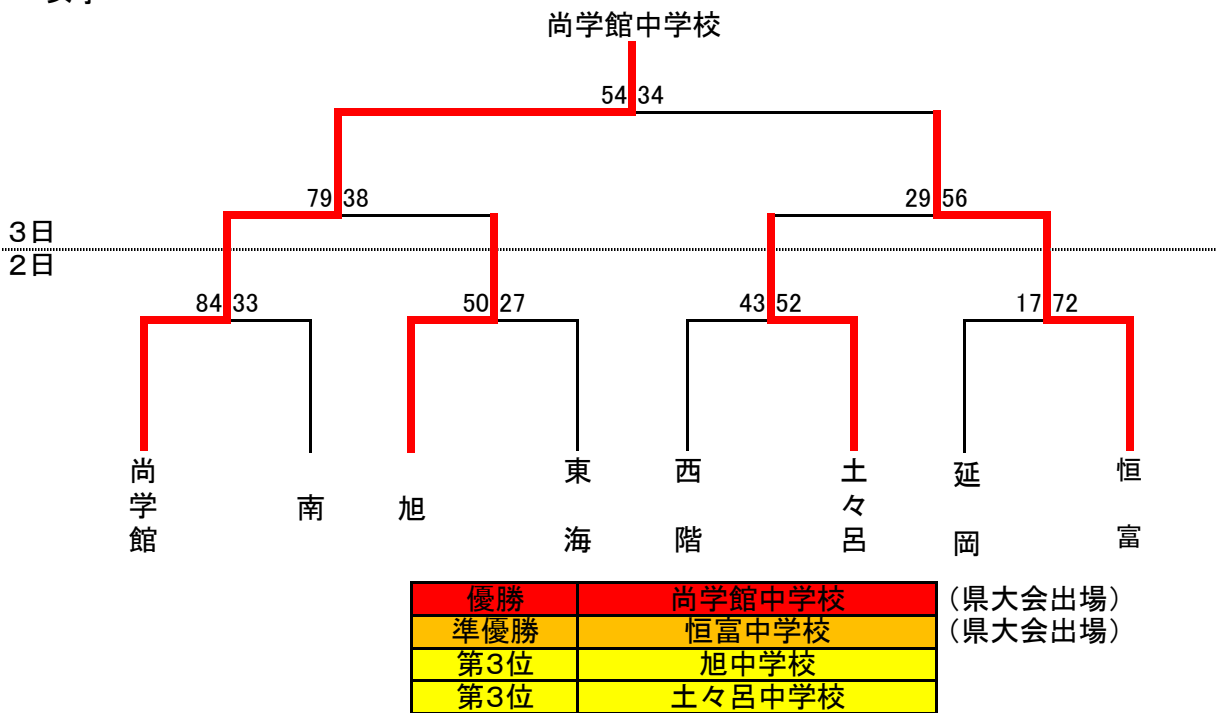 尚学館中学校
54 34
79 38
29 56
3日
2日
84 33
50 27
43 52
17 72
尚学館
南
旭
東海
西階
土々呂
延岡
恒富
優勝 尚学館中学校 (県大会出場)
準優勝 恒富中学校 (県大会出場)
第3位 旭中学校
第3位 土々呂中学校